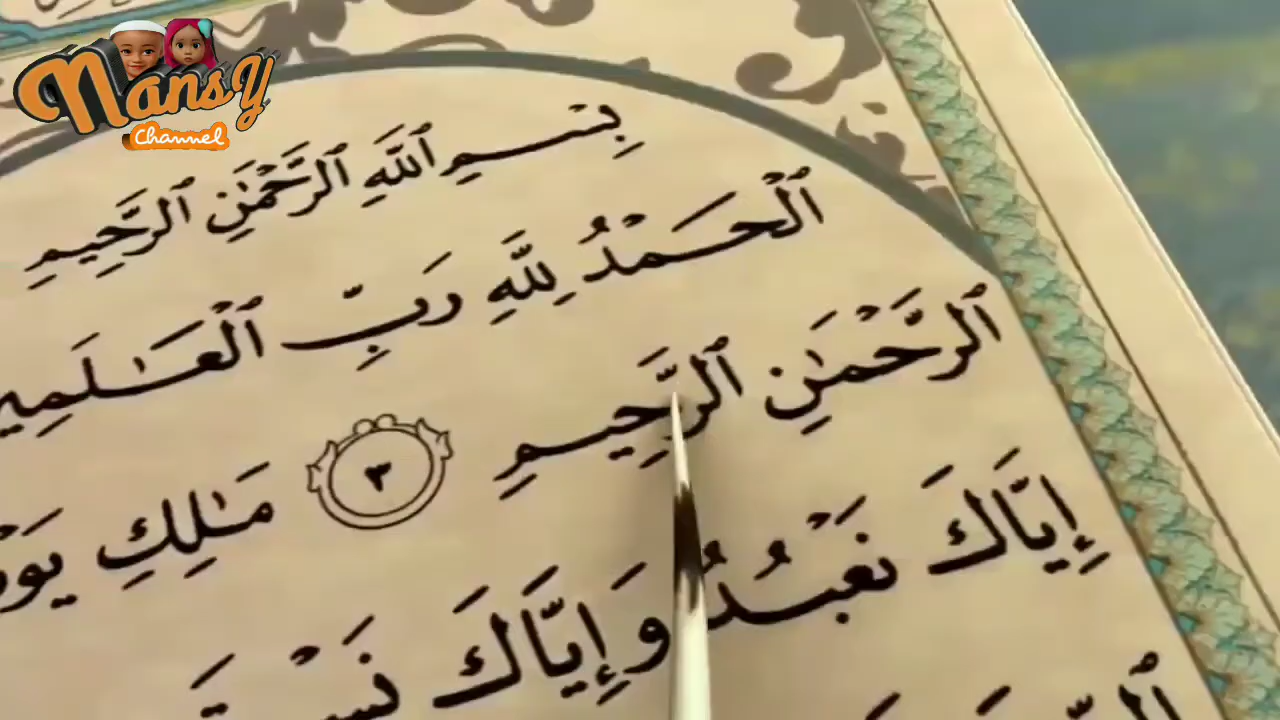 Nansy
Channel
بِسْمِ ٱللَّهِ ٱلرَّحْمَٰنِ ٱلرَّحِيمِ
ٱلْحَمْدُ لِلَّهِ رَبِّ ٱلْعَـٰلَمِي
ٱلرَّحْمَـٰنِ ٱلرَّحِيمِ ٣ مَـٰلِكِ يَوْ
إِيَّاكَ نَعْبُدُ وَإِيَّاكَ نَسْتَ